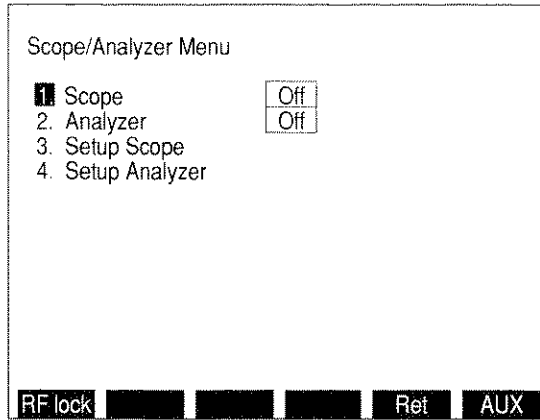 Scope/Analyzer Menu
1. Scope Off
2. Analyzer Off
3. Setup Scope
4. Setup Analyzer
RF lock Ret AUX